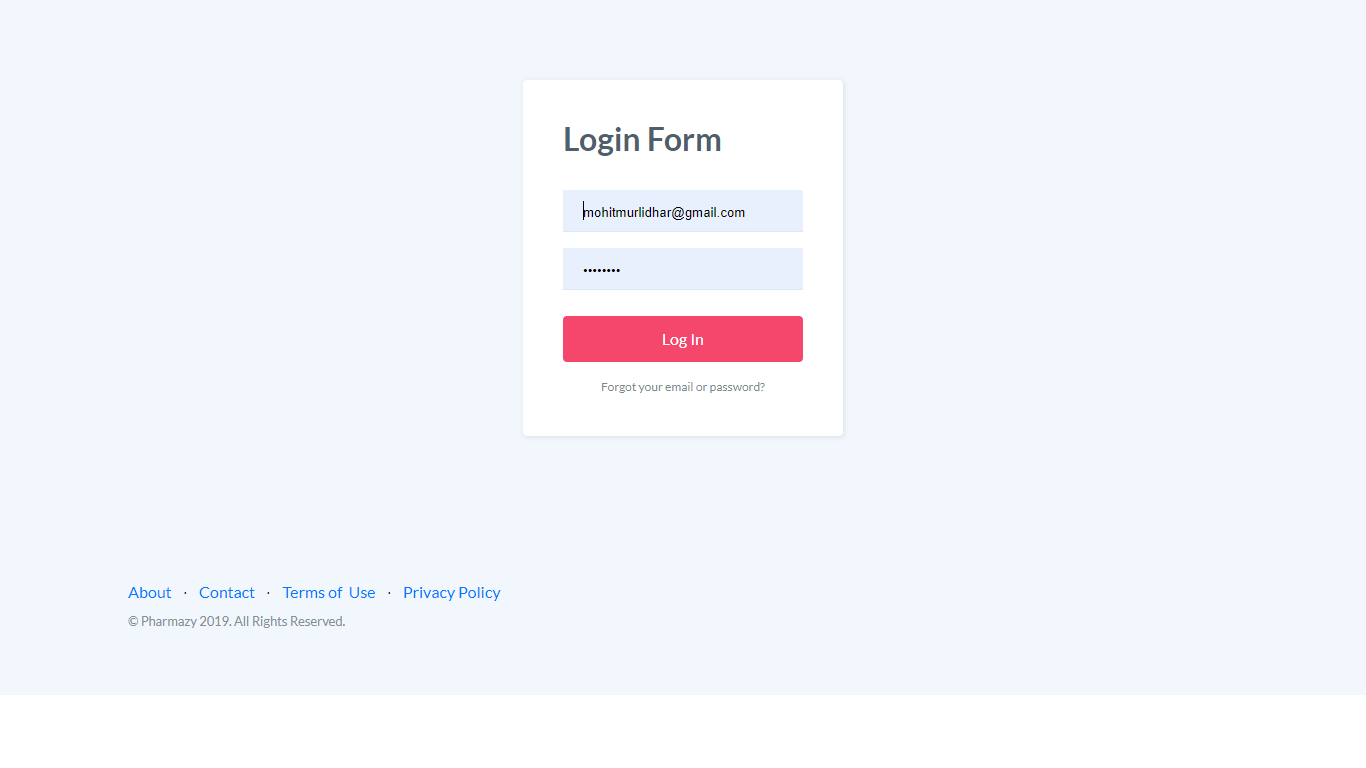 Login Form
mohitmurlidhar@gmail.com
••••••••
Log In
Forgot your email or password?
About · Contact · Terms of Use · Privacy Policy
© Pharmazy 2019. All Rights Reserved.